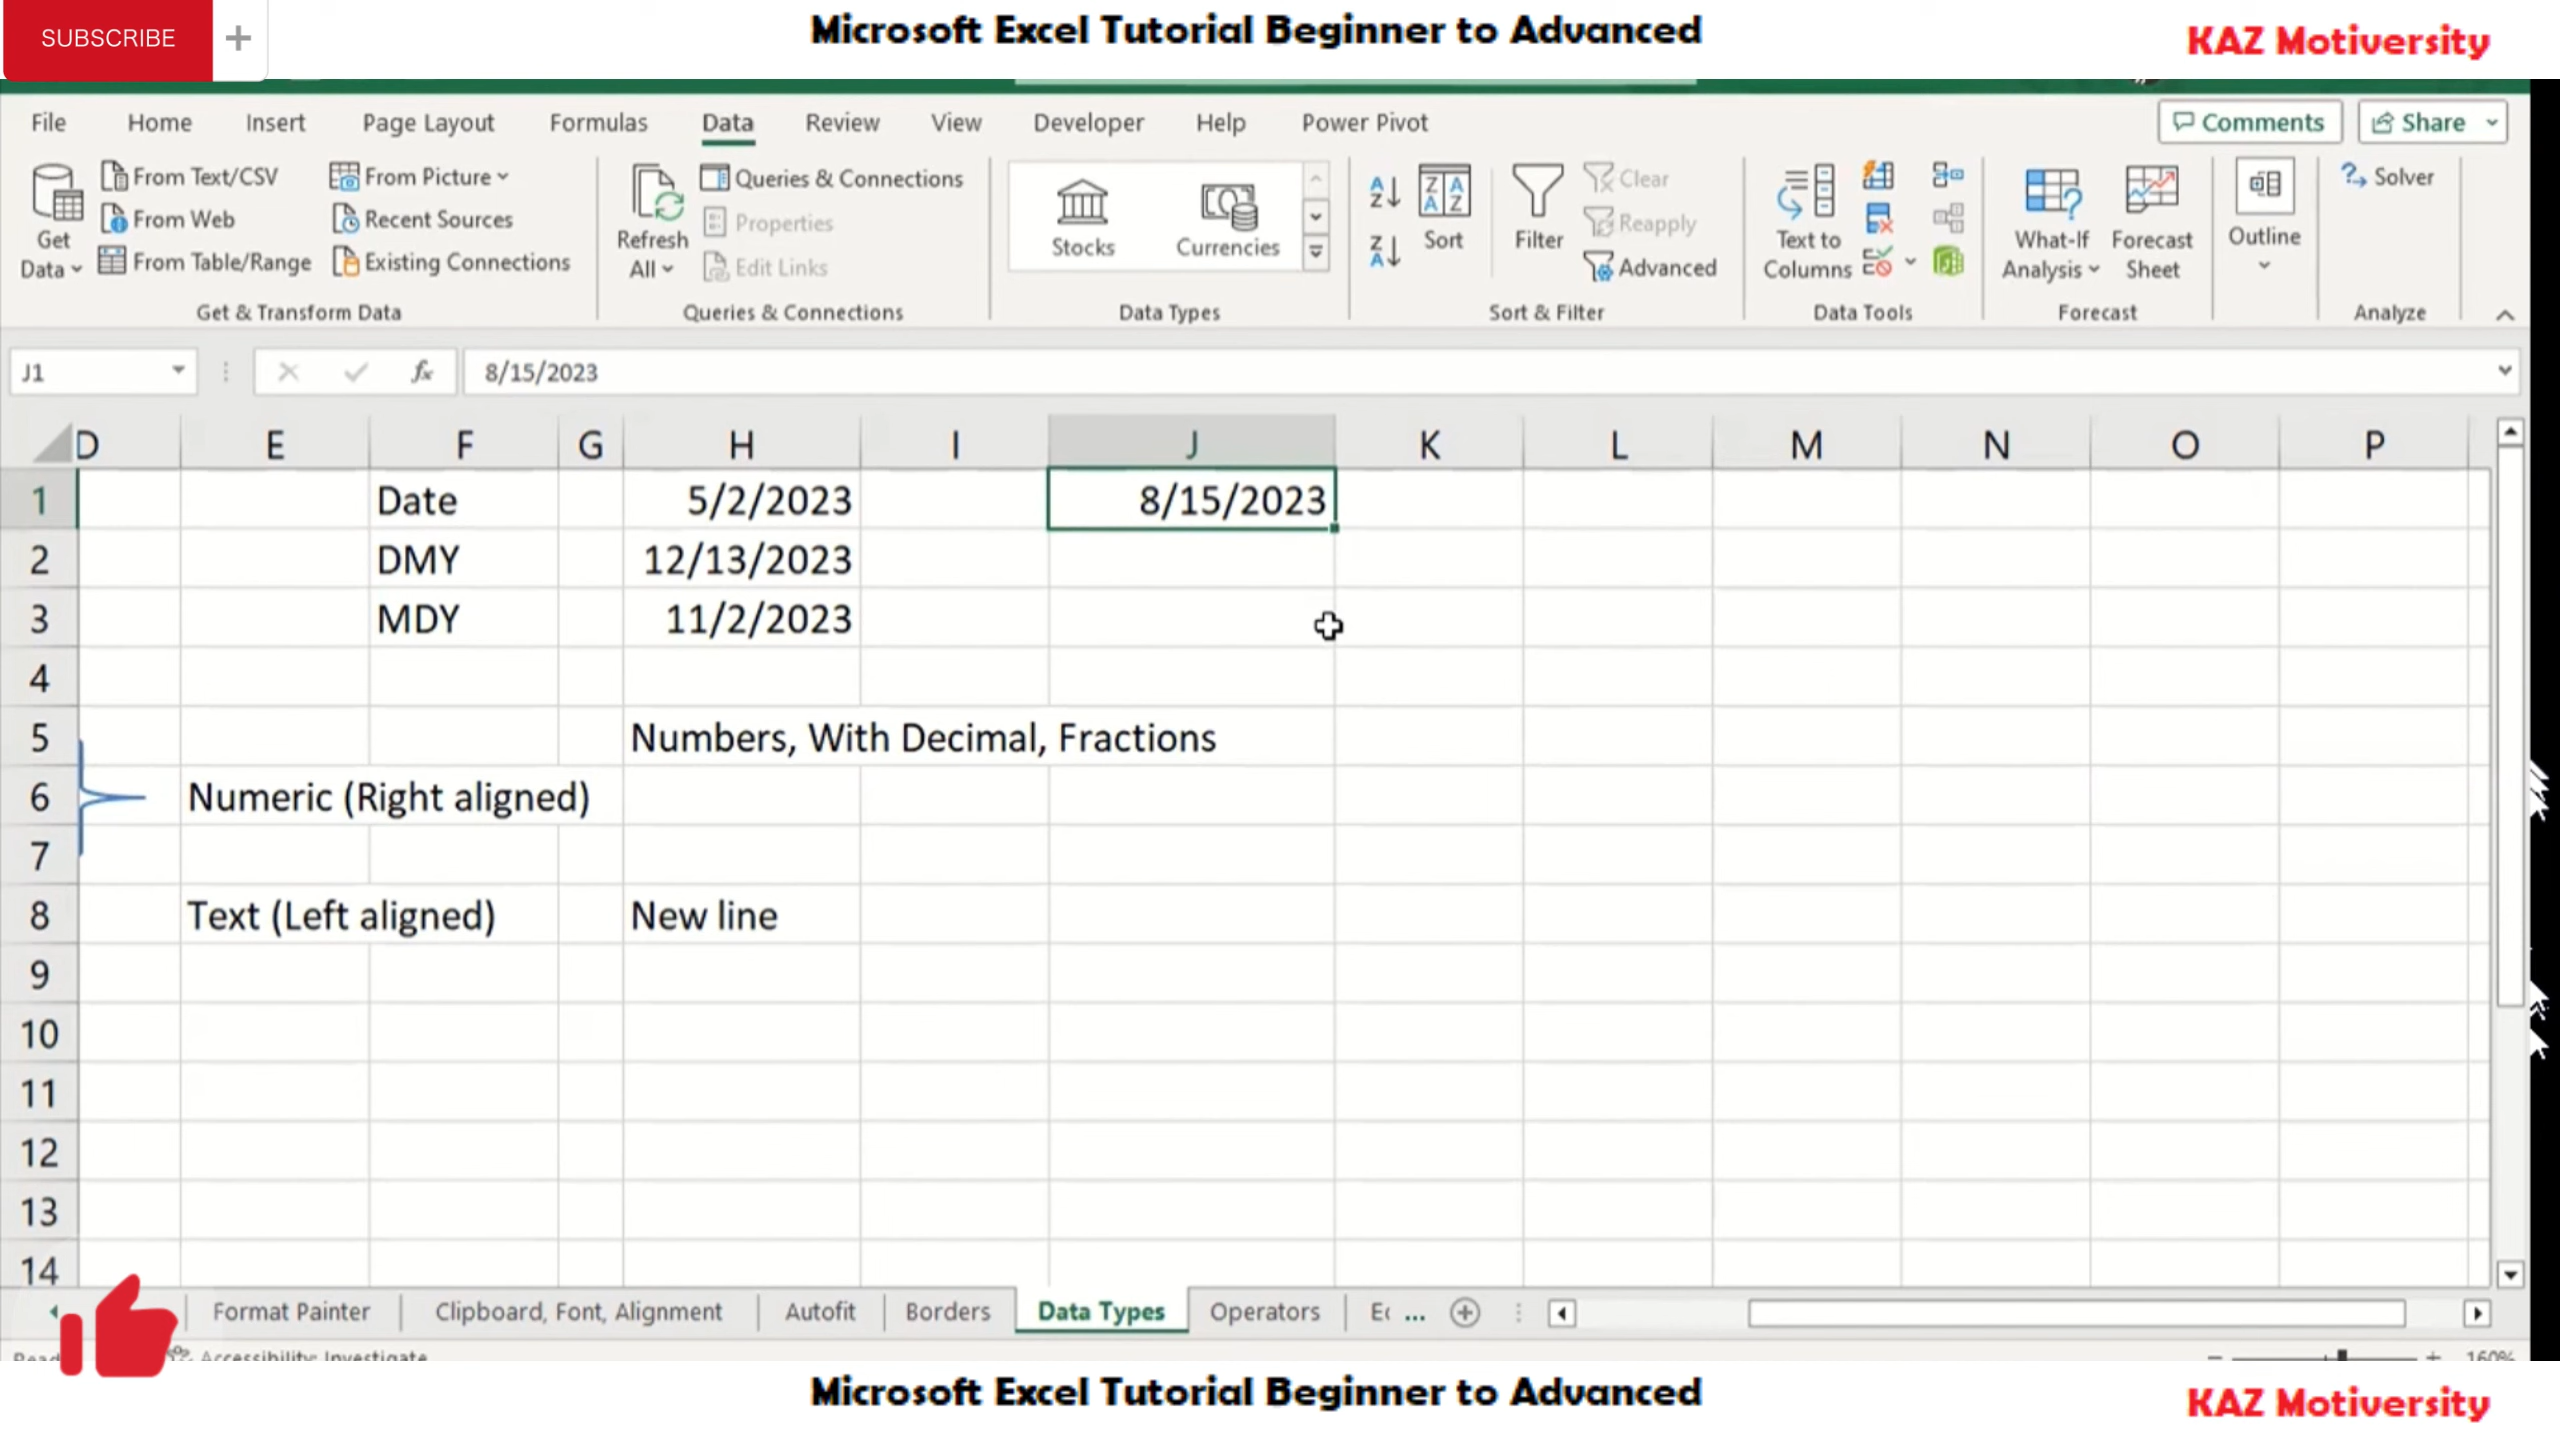 SUBSCRIBE
Microsoft Excel Tutorial Beginner to Advanced
KAZ Motiversity
File Home Insert Page Layout Formulas Data Review View Developer Help Power Pivot Comments Share
From Text/CSV From Picture Queries & Connections Clear Solver
From Web Recent Sources Properties Reapply
Get Data From Table/Range Existing Connections Refresh All Edit Links Stocks Currencies Sort Filter Advanced Text to Columns What-If Analysis Forecast Sheet Outline
Get & Transform Data Queries & Connections Data Types Sort & Filter Data Tools Forecast Analyze
J1 fx 8/15/2023
D E F G H I J K L M N O P
1 Date 5/2/2023 8/15/2023
2 DMY 12/13/2023
3 MDY 11/2/2023
4
5 Numbers, With Decimal, Fractions
6 Numeric (Right aligned)
7
8 Text (Left aligned) New line
9
10
11
12
13
14
Format Painter Clipboard, Font, Alignment Autofit Borders Data Types Operators ...
Accessibility: Investigate 160%
Microsoft Excel Tutorial Beginner to Advanced
KAZ Motiversity